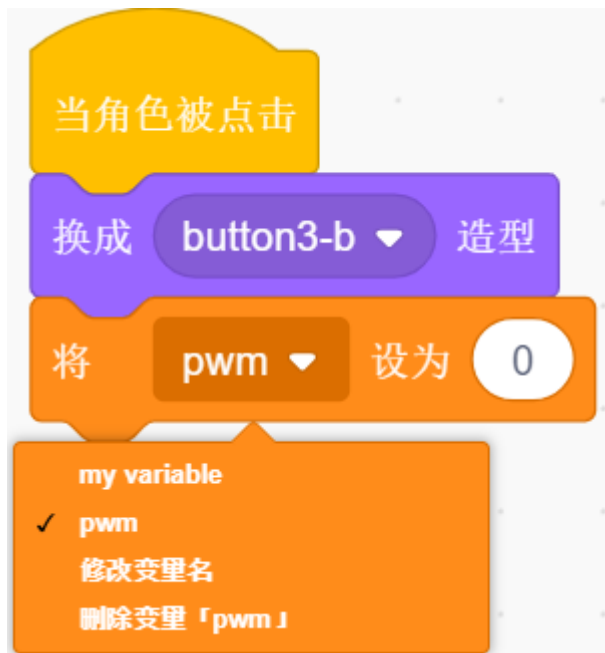 当角色被点击
换成 button3-b 造型
将 pwm 设为 0
my variable
✓ pwm
修改变量名
删除变量「pwm」